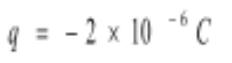 q = - 2 × 10 ⁻⁶ C